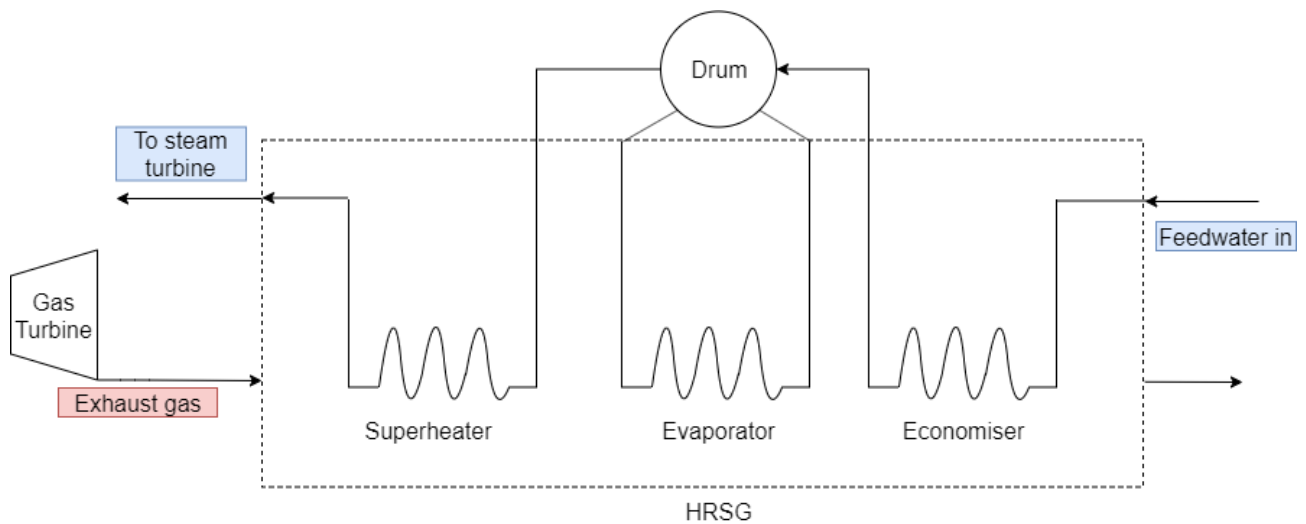 Drum
To steam
turbine
Feedwater in
Gas
Turbine
Exhaust gas
Superheater
Evaporator
Economiser
HRSG